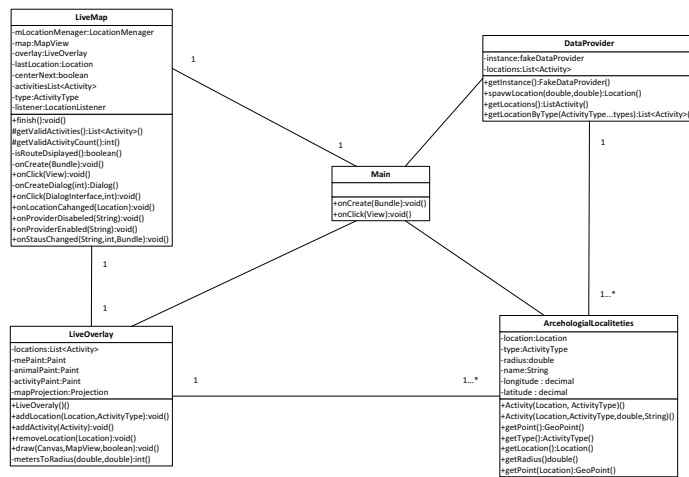 LiveMap
-mLocationMenager:LocationMenager
-map:MapView
-overlay:LiveOverlay
-lastLocation:Location
-centerNext:boolean
-activitiesList<Activity>
-type:ActivityType
-listener:LocationListener
+finish():void()
#getValidActivities():List<Activity>()
#getValidActivityCount():int()
-isRouteDsiplayed():boolean()
-onCreate(Bundle):void()
+onClick(View):void()
-onCreateDialog(int):Dialog()
+onClick(DialogInterface,int):void()
+onLocationCahanged(Location):void()
+onProviderDisabeled(String):void()
+onProviderEnabled(String):void()
+onStausChanged(String,int,Bundle):void()
1
1
DataProvider
-instance:fakeDataProvider
-locations:List<Activity>
+getInstance():FakeDataProvider()
+spavwLocation(double,double):Location()
+getLocations():ListActivity()
+getLocationByType(ActivityType...types):List<Activity>()
1
1...*
Main
+onCreate(Bundle):void()
+onClick(View):void()
1
1
LiveOverlay
-locations:List<Activity>
-mePaint:Paint
-animalPaint:Paint
-activityPaint:Paint
-mapProjection:Projection
+LiveOveraly()()
+addLocation(Location,ActivityType):void()
+addActivity(Activity):void()
+removeLocation(Location):void()
+draw(Canvas,MapView,boolean):void()
-metersToRadius(double,double):int()
1
1...*
ArcehologialLocaliteties
-location:Location
-type:ActivityType
-radius:double
-name:String
-longitude : decimal
-latitude : decimal
+Activity(Location, ActivityType)()
+Activity(Location,ActivityType,double,String)()
+getPoint():GeoPoint()
+getType():ActivityType()
+getLocation():Location()
+getRadius()double()
+getPoint(Location):GeoPoint()